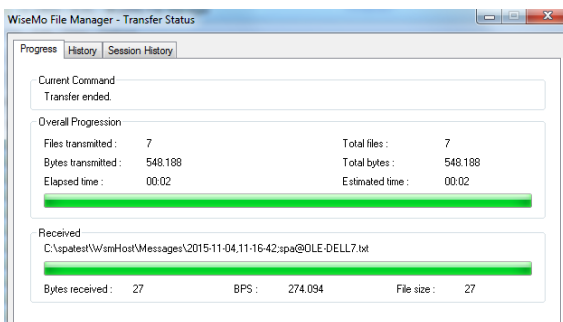 WiseMo File Manager - Transfer Status
Progress History Session History
Current Command
Transfer ended.
Overall Progression
Files transmitted : 7 Total files : 7
Bytes transmitted : 548.188 Total bytes : 548.188
Elapsed time : 00:02 Estimated time : 00:02
Received
C:\spatest\WsmHost\Messages\2015-11-04,11-16-42;spa@OLE-DELL7.txt
Bytes received : 27 BPS : 274.094 File size : 27